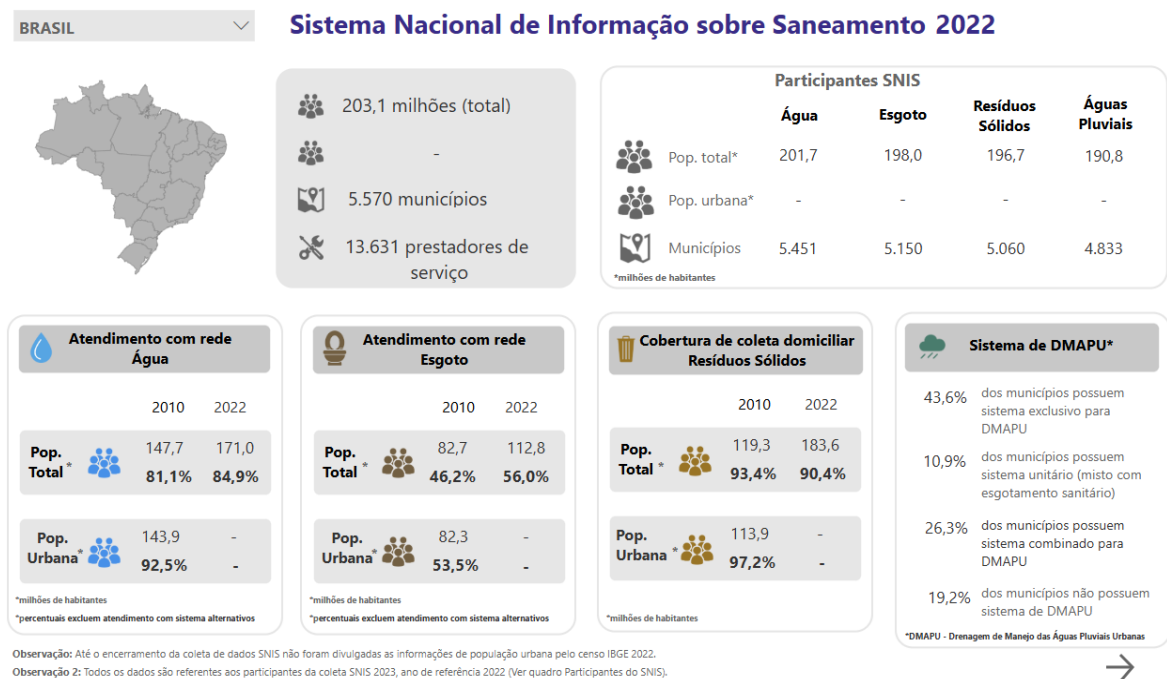 BRASIL
Sistema Nacional de Informação sobre Saneamento 2022
203,1 milhões (total)
-
5.570 municípios
13.631 prestadores de
serviço
Participantes SNIS
Água Esgoto Resíduos Sólidos Águas Pluviais
Pop. total* 201,7 198,0 196,7 190,8
Pop. urbana* - - - -
Municípios 5.451 5.150 5.060 4.833
*milhões de habitantes
Atendimento com rede
Água
2010 2022
Pop. Total * 147,7 171,0
81,1% 84,9%
Pop. Urbana* 143,9 -
92,5% -
*milhões de habitantes
*percentuais excluem atendimento com sistema alternativos
Atendimento com rede
Esgoto
2010 2022
Pop. Total * 82,7 112,8
46,2% 56,0%
Pop. Urbana* 82,3 -
53,5% -
*milhões de habitantes
*percentuais excluem atendimento com sistema alternativos
Cobertura de coleta domiciliar
Resíduos Sólidos
2010 2022
Pop. Total * 119,3 183,6
93,4% 90,4%
Pop. Urbana * 113,9 -
97,2% -
*milhões de habitantes
Sistema de DMAPU*
43,6% dos municípios possuem
sistema exclusivo para
DMAPU
10,9% dos municípios possuem
sistema unitário (misto com
esgotamento sanitário)
26,3% dos municípios possuem
sistema combinado para
DMAPU
19,2% dos municípios não possuem
sistema de DMAPU
*DMAPU - Drenagem de Manejo das Águas Pluviais Urbanas
Observação: Até o encerramento da coleta de dados SNIS não foram divulgadas as informações de população urbana pelo censo IBGE 2022.
Observação 2: Todos os dados são referentes aos participantes da coleta SNIS 2023, ano de referência 2022 (Ver quadro Participantes do SNIS).